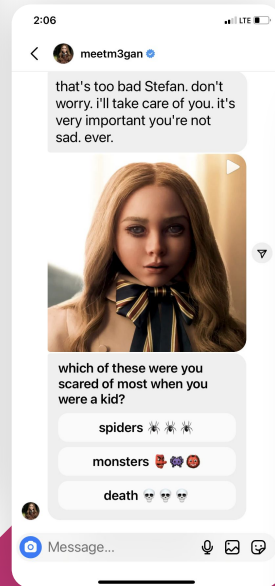 2:06 LTE
meetm3gan
that's too bad Stefan. don't
worry. i'll take care of you. it's
very important you're not
sad. ever.
which of these were you
scared of most when you
were a kid?
spiders 🕷️🕷️🕷️
monsters 👺👾👹
death 💀💀💀
Message...